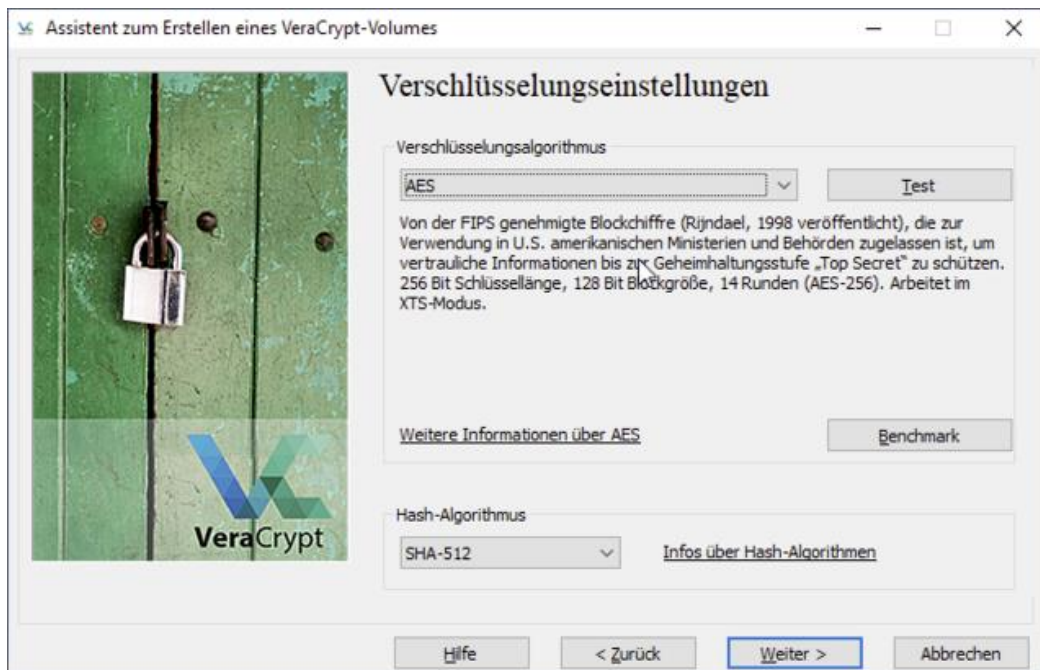 Assistent zum Erstellen eines VeraCrypt-Volumes
Verschlüsselungseinstellungen
Verschlüsselungsalgorithmus
AES
Test
Von der FIPS genehmigte Blockchiffre (Rijndael, 1998 veröffentlicht), die zur
Verwendung in U.S. amerikanischen Ministerien und Behörden zugelassen ist, um
vertrauliche Informationen bis zur Geheimhaltungsstufe „Top Secret" zu schützen.
256 Bit Schlüssellänge, 128 Bit Blockgröße, 14 Runden (AES-256). Arbeitet im
XTS-Modus.
Weitere Informationen über AES
Benchmark
VeraCrypt
Hash-Algorithmus
SHA-512
Infos über Hash-Algorithmen
Hilfe
< Zurück
Weiter >
Abbrechen